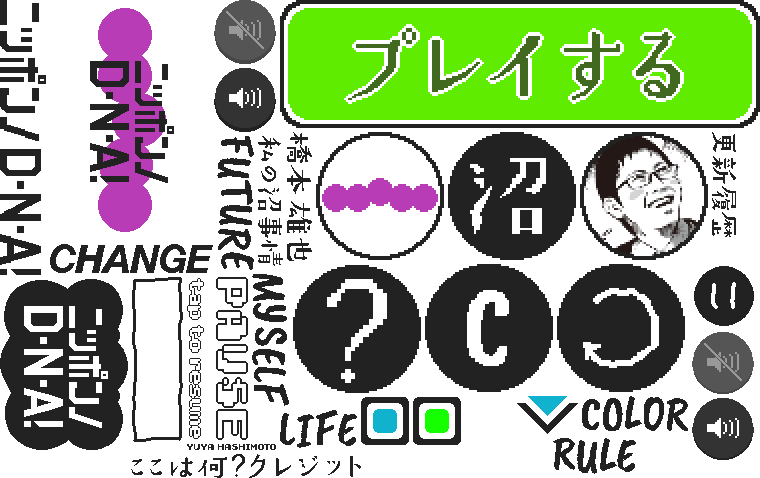 ニッポンノ D·N·A!
ニッポンノ
D·N·A!
プレイする
FUTURE
私の沼事情
橋本 雄也
沼
更新履歴
CHANGE
ニッポンノ
D·N·A!
tap to resume
PAUSE
MYSELF
?
C
YUYA HASHIMOTO
LIFE
COLOR
RULE
ここは何?クレジット